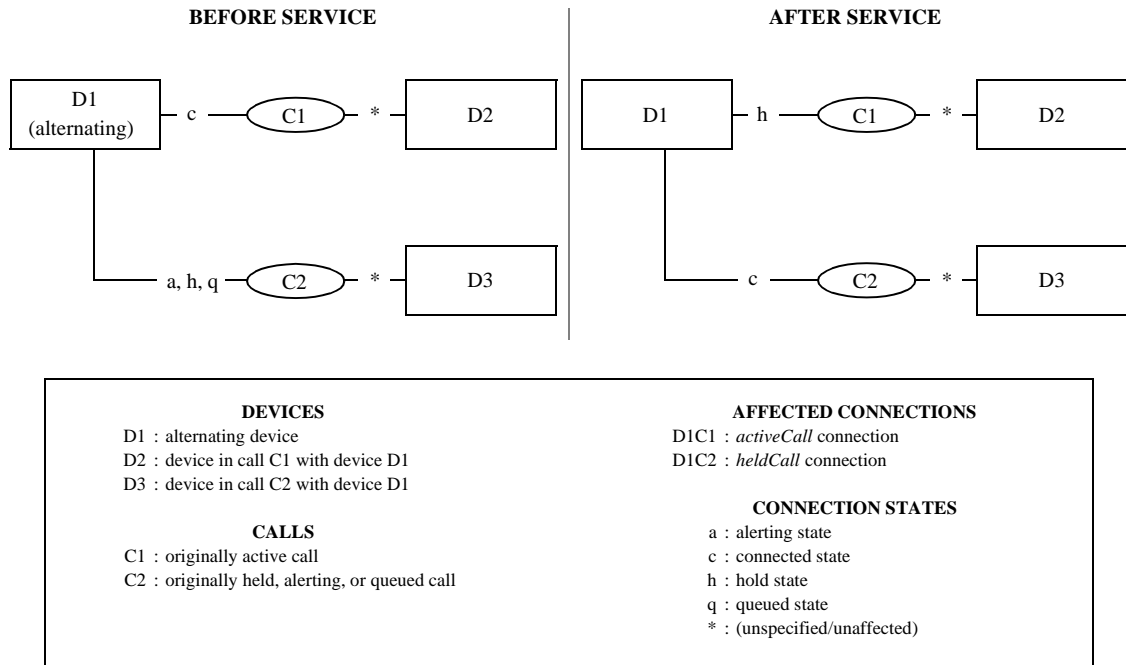 BEFORE SERVICE
AFTER SERVICE
D1
(alternating)
c
C1
*
D2
a, h, q
C2
*
D3
D1
h
C1
*
D2
c
C2
*
D3
DEVICES
D1 : alternating device
D2 : device in call C1 with device D1
D3 : device in call C2 with device D1
CALLS
C1 : originally active call
C2 : originally held, alerting, or queued call
AFFECTED CONNECTIONS
D1C1 : activeCall connection
D1C2 : heldCall connection
CONNECTION STATES
a : alerting state
c : connected state
h : hold state
q : queued state
* : (unspecified/unaffected)